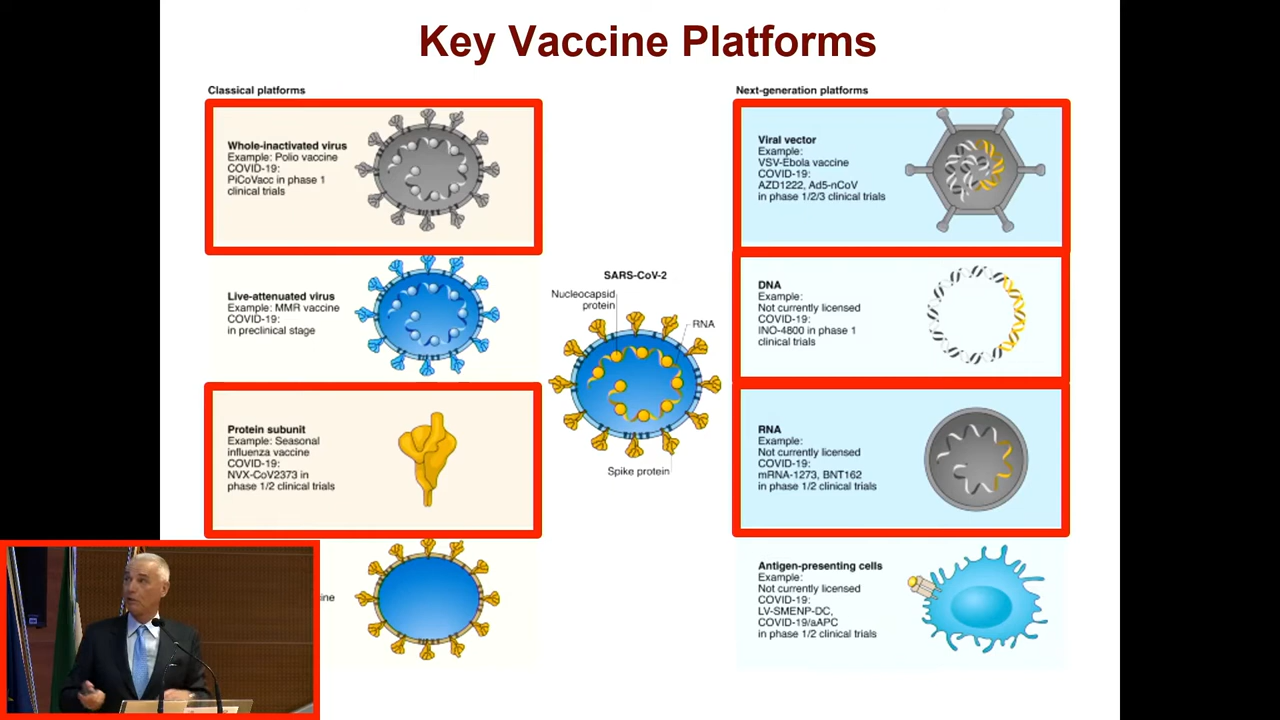 Key Vaccine Platforms
Classical platforms
Whole-inactivated virus
Example: Polio vaccine
COVID-19:
PiCoVacc in phase 1
clinical trials
Live-attenuated virus
Example: MMR vaccine
COVID-19:
in preclinical stage
Protein subunit
Example: Seasonal
influenza vaccine
COVID-19:
NVX-CoV2373 in
phase 1/2 clinical trials
SARS-CoV-2
Nucleocapsid
protein
RNA
Spike protein
Next-generation platforms
Viral vector
Example:
VSV-Ebola vaccine
COVID-19:
AZD1222, Ad5-nCoV
in phase 1/2/3 clinical trials
DNA
Example:
Not currently licensed
COVID-19:
INO-4800 in phase 1
clinical trials
RNA
Example:
Not currently licensed
COVID-19:
mRNA-1273, BNT162
in phase 1/2 clinical trials
Antigen-presenting cells
Example:
Not currently licensed
COVID-19:
LV-SMENP-DC,
COVID-19/aAPC
in phase 1/2 clinical trials